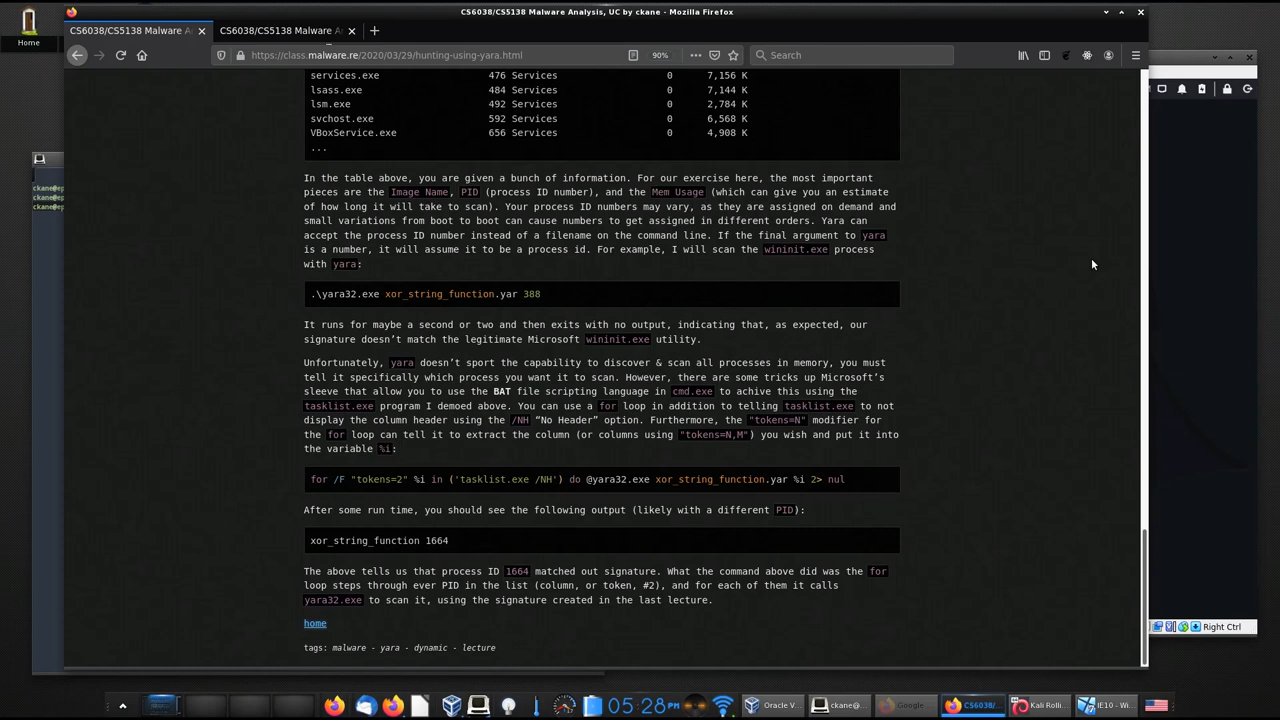 CS6038/CS5138 Malware Analysis, UC by ckane - Mozilla Firefox
Home
CS6038/CS5138 Malware A
CS6038/CS5138 Malware A
https://class.malware.re/2020/03/29/hunting-using-yara.html
90%
Search
services.exe 476 Services 0 7,156 K
lsass.exe 484 Services 0 7,144 K
lsm.exe 492 Services 0 2,784 K
svchost.exe 592 Services 0 6,568 K
VBoxService.exe 656 Services 0 4,908 K
...
In the table above, you are given a bunch of information. For our exercise here, the most important
pieces are the Image Name, PID (process ID number), and the Mem Usage (which can give you an estimate
of how long it will take to scan). Your process ID numbers may vary, as they are assigned on demand and
small variations from boot to boot can cause numbers to get assigned in different orders. Yara can
accept the process ID number instead of a filename on the command line. If the final argument to yara
is a number, it will assume it to be a process id. For example, I will scan the wininit.exe process
with yara:
.\yara32.exe xor_string_function.yar 388
It runs for maybe a second or two and then exits with no output, indicating that, as expected, our
signature doesn’t match the legitimate Microsoft wininit.exe utility.
Unfortunately, yara doesn’t sport the capability to discover & scan all processes in memory, you must
tell it specifically which process you want it to scan. However, there are some tricks up Microsoft’s
sleeve that allow you to use the BAT file scripting language in cmd.exe to achive this using the
tasklist.exe program I demoed above. You can use a for loop in addition to telling tasklist.exe to not
display the column header using the /NH “No Header” option. Furthermore, the "tokens=N" modifier for
the for loop can tell it to extract the column (or columns using "tokens=N,M") you wish and put it into
the variable %i:
for /F "tokens=2" %i in ('tasklist.exe /NH') do @yara32.exe xor_string_function.yar %i 2> nul
After some run time, you should see the following output (likely with a different PID):
xor_string_function 1664
The above tells us that process ID 1664 matched out signature. What the command above did was the for
loop steps through ever PID in the list (column, or token, #2), and for each of them it calls
yara32.exe to scan it, using the signature created in the last lecture.
home
tags: malware - yara - dynamic - lecture
ckane@ep
ckane@ep
ckane@ep
Right Ctrl
05:28 PM
Oracle V...
ckane@...
Google
CS6038/...
Kali Rolli...
IE10 - Wi...